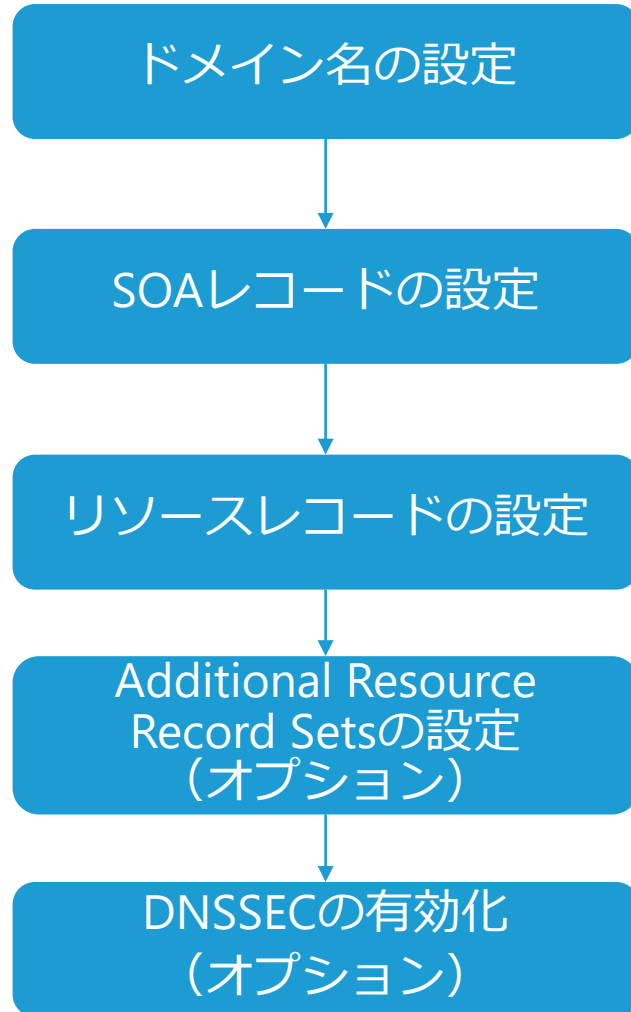 ドメイン名の設定
SOAレコードの設定
リソースレコードの設定
Additional Resource
Record Setsの設定
（オプション）
DNSSECの有効化
（オプション）